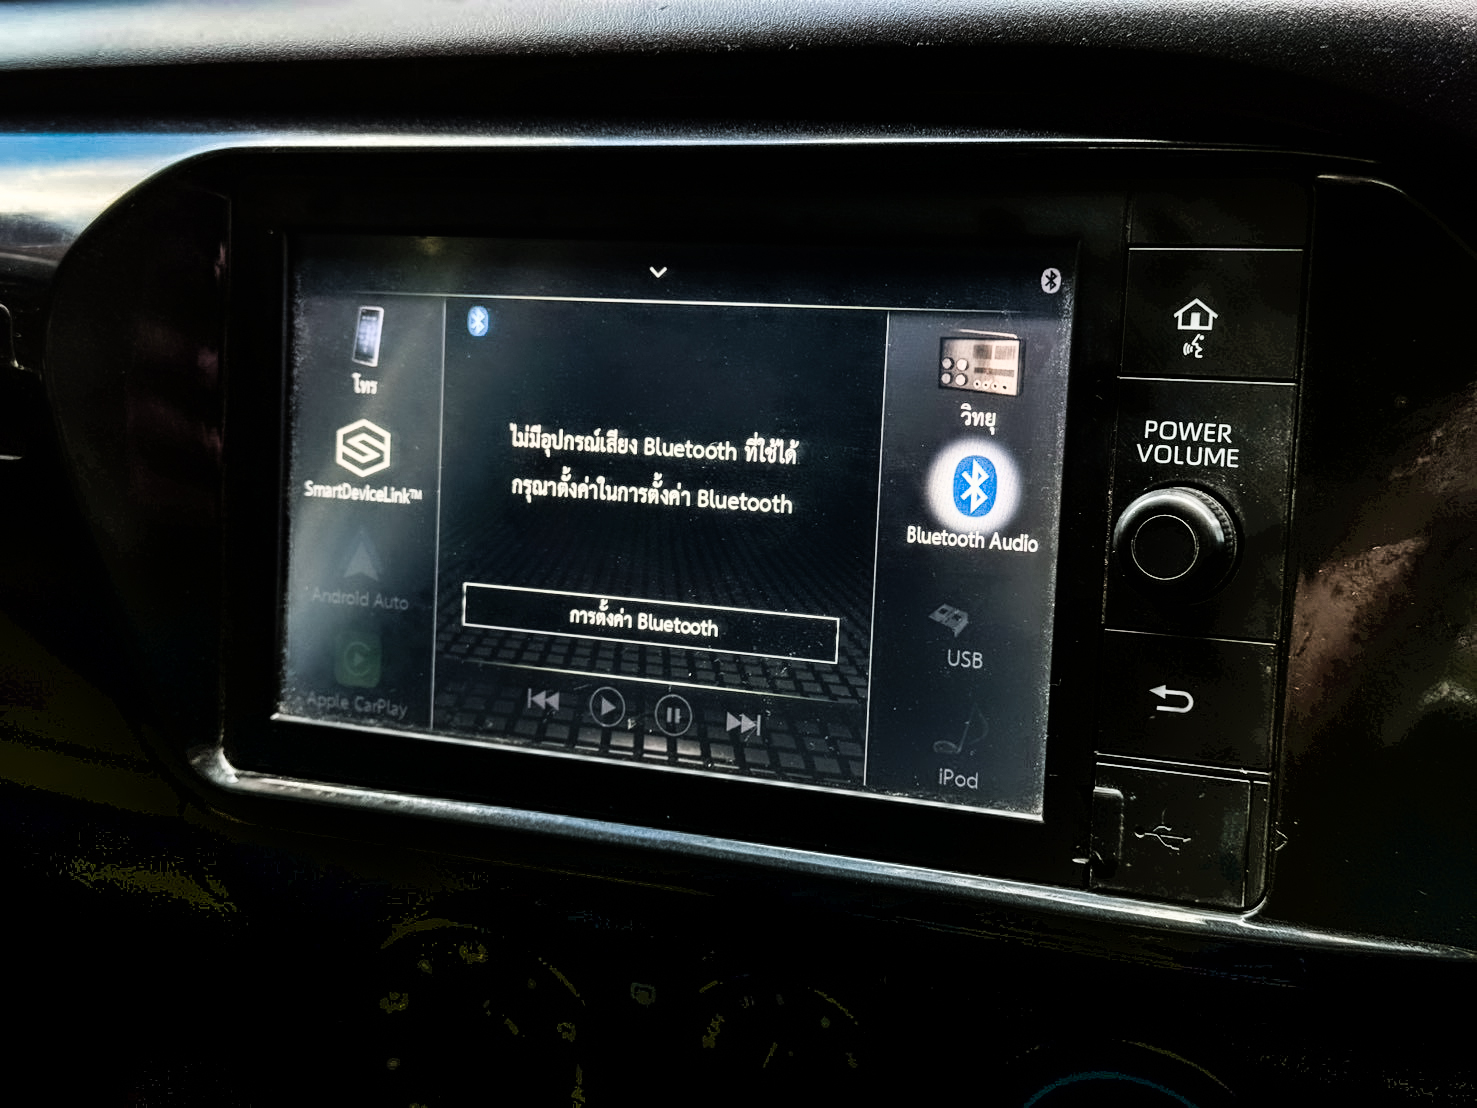 โทร
SmartDeviceLink™
Android Auto
Apple CarPlay
ไม่มีอุปกรณ์เสียง Bluetooth ที่ใช้ได้
กรุณาตั้งค่าในการตั้งค่า Bluetooth
การตั้งค่า Bluetooth
วิทยุ
Bluetooth Audio
USB
iPod
POWER
VOLUME